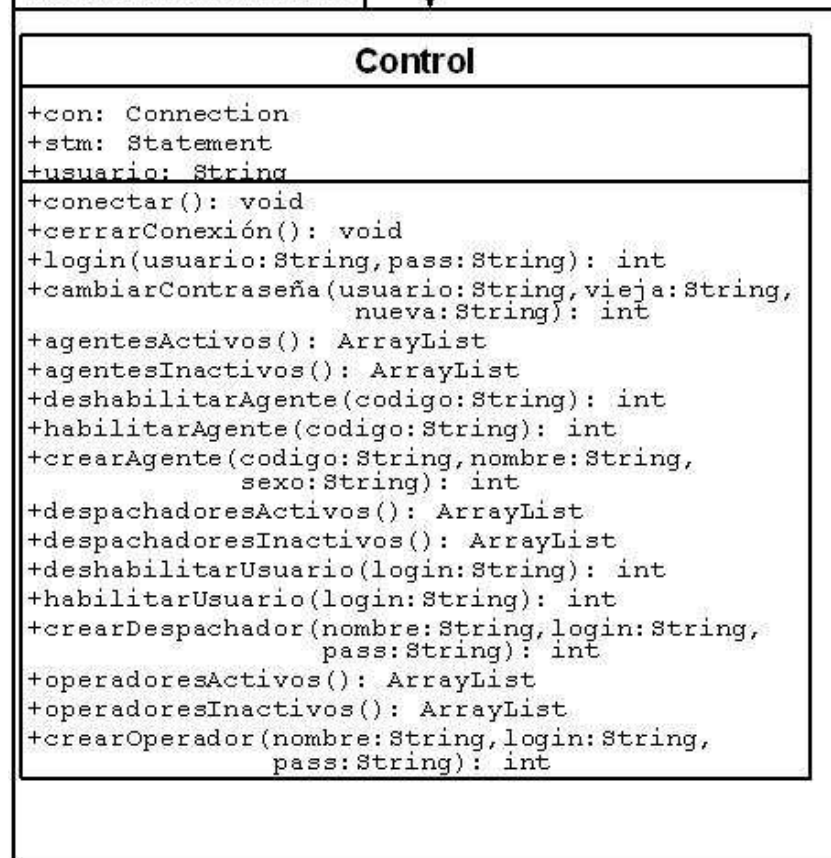 Control
+con: Connection
+stm: Statement
+usuario: String
+conectar(): void
+cerrarConexión(): void
+login(usuario:String,pass:String): int
+cambiarContraseña(usuario:String,vieja:String,
nueva:String): int
+agentesActivos(): ArrayList
+agentesInactivos(): ArrayList
+deshabilitarAgente(codigo:String): int
+habilitarAgente(codigo:String): int
+crearAgente(codigo:String,nombre:String,
sexo:String): int
+despachadoresActivos(): ArrayList
+despachadoresInactivos(): ArrayList
+deshabilitarUsuario(login:String): int
+habilitarUsuario(login:String): int
+crearDespachador(nombre:String,login:String,
pass:String): int
+operadoresActivos(): ArrayList
+operadoresInactivos(): ArrayList
+crearOperador(nombre:String,login:String,
pass:String): int